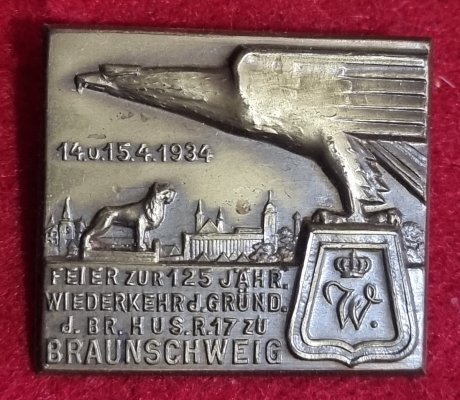 14.u.15.4.1934
FEIER ZUR 125 JÄHR.
WIEDERKEHR d. GRÜND.
d. BR. HUS.R.17 ZU
BRAUNSCHWEIG
W.